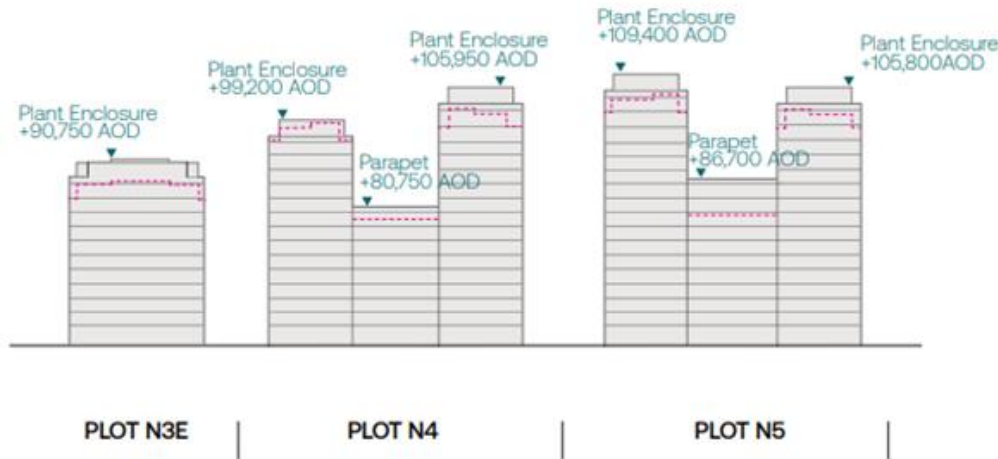 Plant Enclosure
+90,750 AOD
Plant Enclosure
+99,200 AOD
Parapet
+80,750 AOD
Plant Enclosure
+105,950 AOD
Plant Enclosure
+109,400 AOD
Parapet
+86,700 AOD
Plant Enclosure
+105,800AOD
PLOT N3E
PLOT N4
PLOT N5